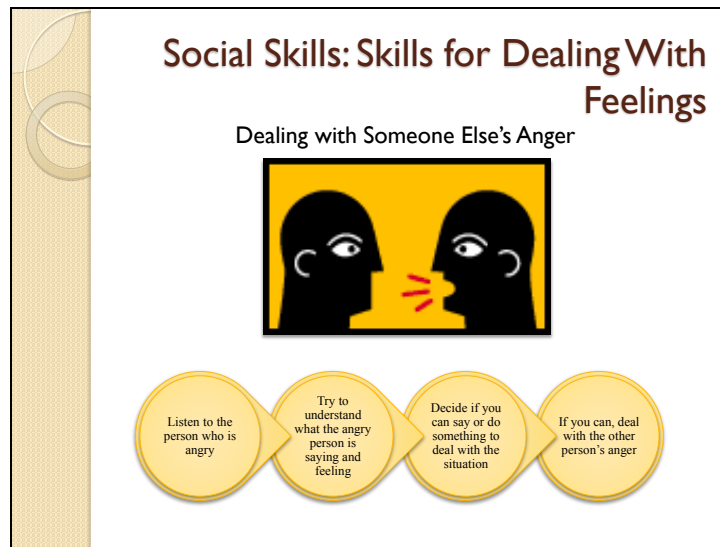 Social Skills: Skills for Dealing With
Feelings
Dealing with Someone Else's Anger
Listen to the
person who is
angry
Try to
understand
what the angry
person is
saying and
feeling
Decide if you
can say or do
something to
deal with the
situation
If you can, deal
with the other
person's anger